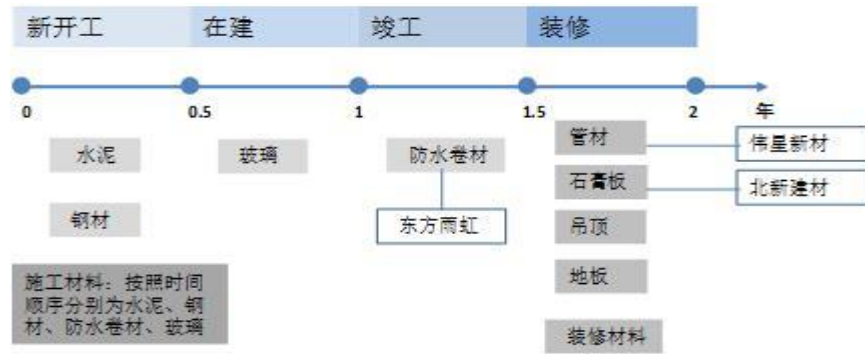 新开工 在建 竣工 装修
0 0.5 1 1.5 2 年
水泥 玻璃 防水卷材 管材 伟星新材
石膏板 北新建材
钢材 东方雨虹 吊顶
地板
施工材料：按照时间
顺序分别为水泥、钢
材、防水卷材、玻璃
装修材料